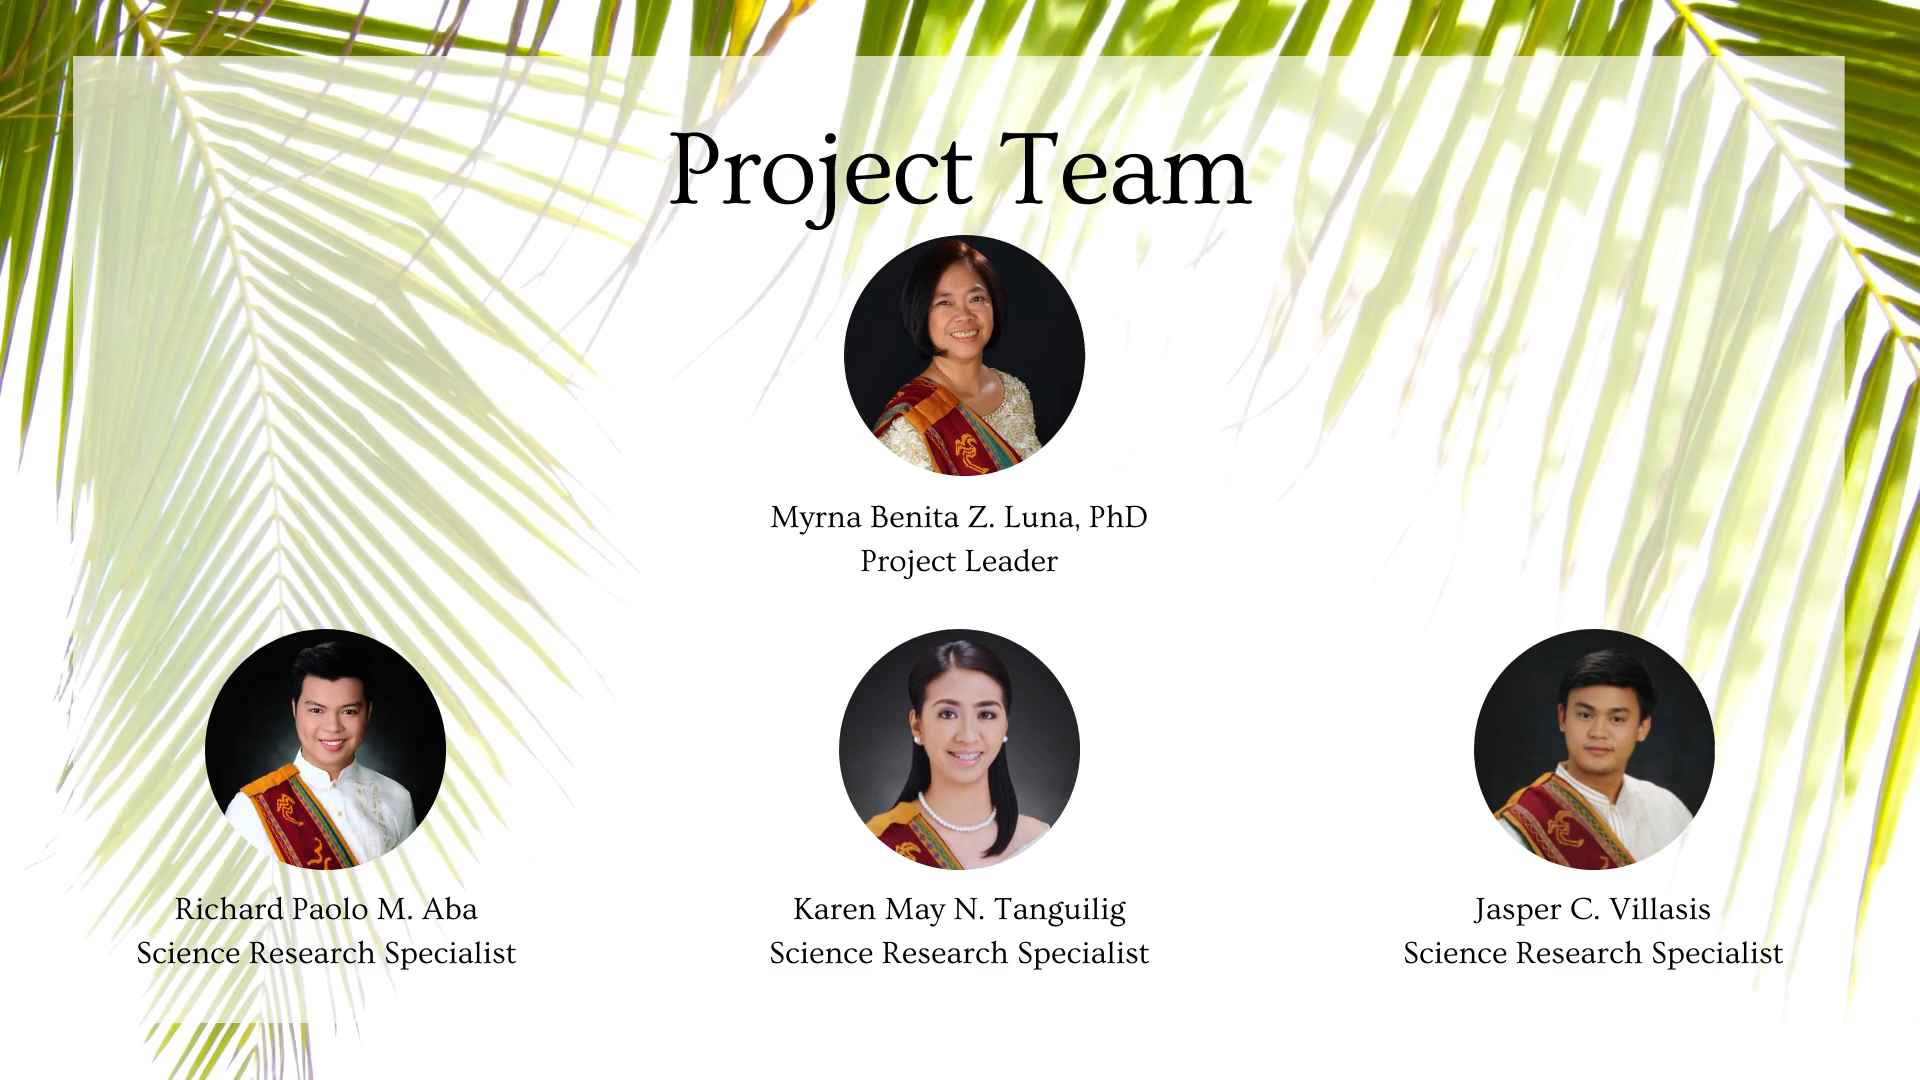 Project Team
Myrna Benita Z. Luna, PhD
Project Leader
Richard Paolo M. Aba
Science Research Specialist
Karen May N. Tanguilig
Science Research Specialist
Jasper C. Villasis
Science Research Specialist